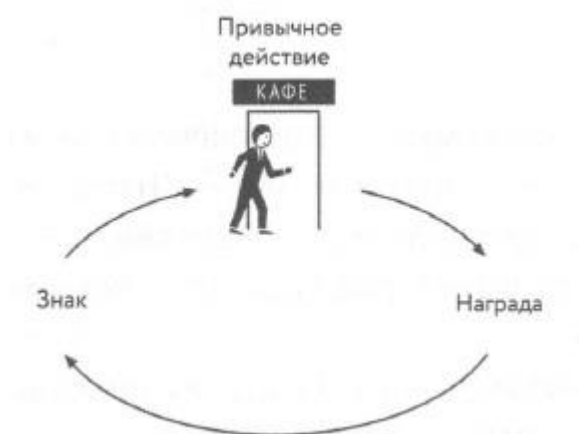 Привычное
действие
КАФЕ
Знак
Награда